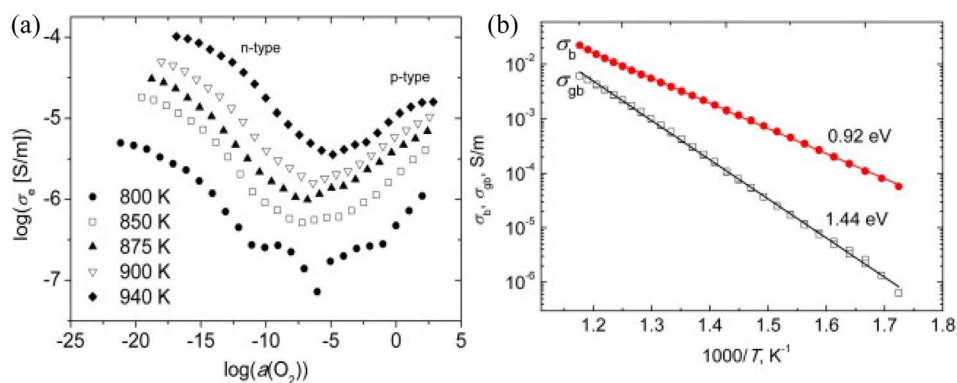 (a)
-4
-5
-6
-7
log(σe [S/m])
n-type
p-type
800 K
850 K
875 K
900 K
940 K
-25 -20 -15 -10 -5 0 5
log(a(O2))
(b)
10-2
10-3
10-4
10-5
10-6
σb, σgb, S/m
σb
σgb
0.92 eV
1.44 eV
1.2 1.3 1.4 1.5 1.6 1.7 1.8
1000/T, K-1